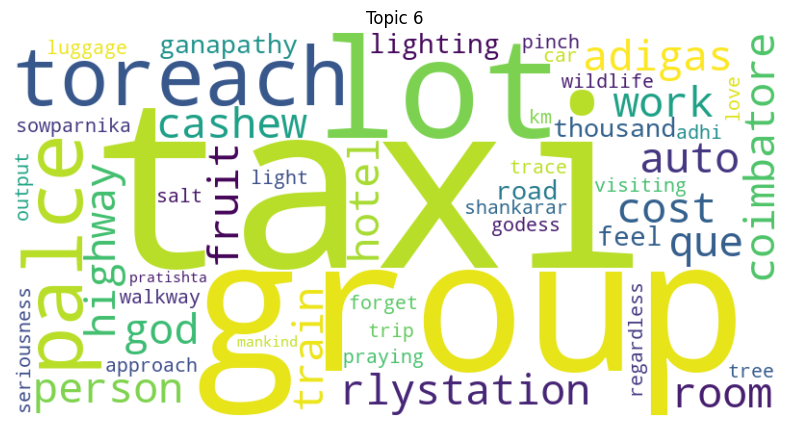 Topic 6
luggage
ganapathy
lighting
pinch
car
adigas
toreach
lot
wildlife
love
coimbatore
sowparnika
cashew
km
work
thousand
adhi
palce
taxi
output
highway
salt
fruit
light
hotel
trace
road
auto
visiting
shankarar
cost
godess
feel
que
pratishta
walkway
group
seriousness
god
train
forget
trip
mankind
praying
regardless
approach
person
rlystation
tree
room